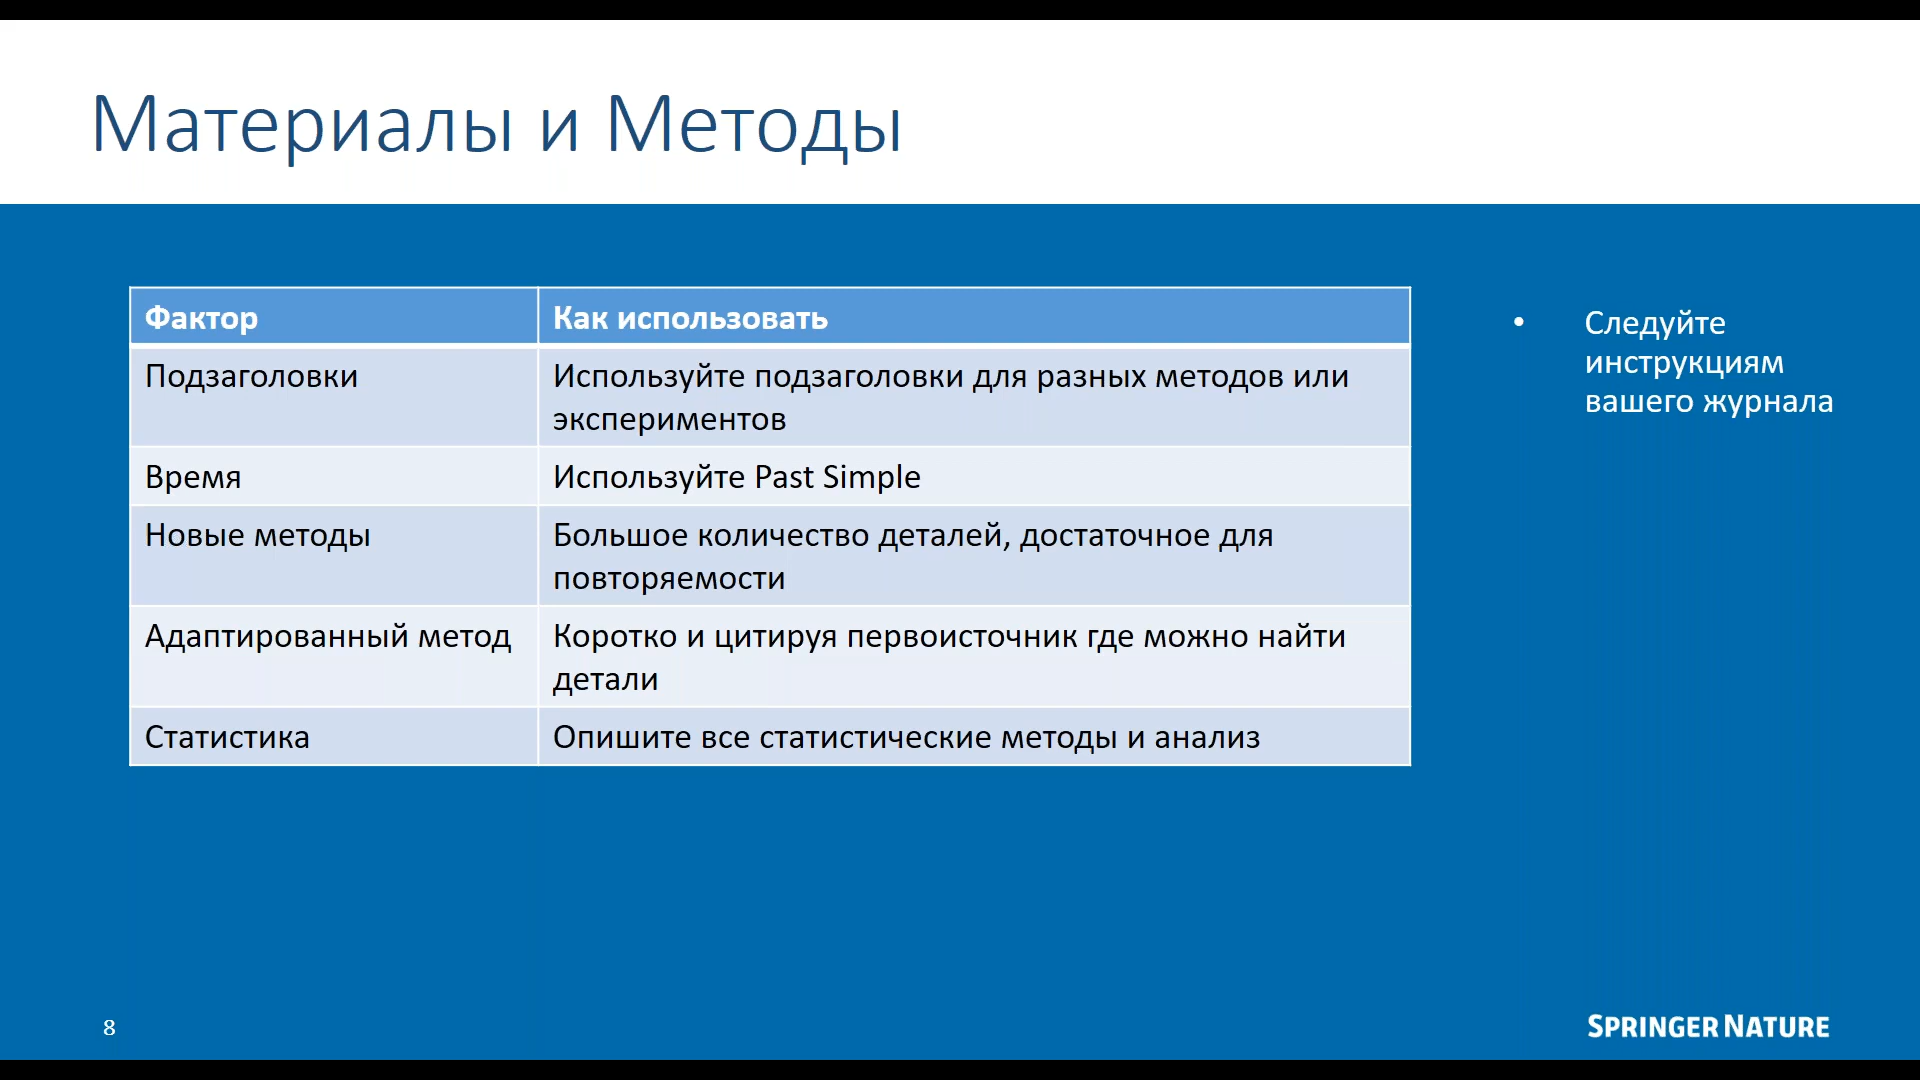 Материалы и Методы
Фактор
Как использовать
Подзаголовки
Используйте подзаголовки для разных методов или
экспериментов
Время
Используйте Past Simple
Новые методы
Большое количество деталей, достаточное для
повторяемости
Адаптированный метод
Коротко и цитируя первоисточник где можно найти
детали
Статистика
Опишите все статистические методы и анализ
• Следуйте
инструкциям
вашего журнала
8
SPRINGER NATURE